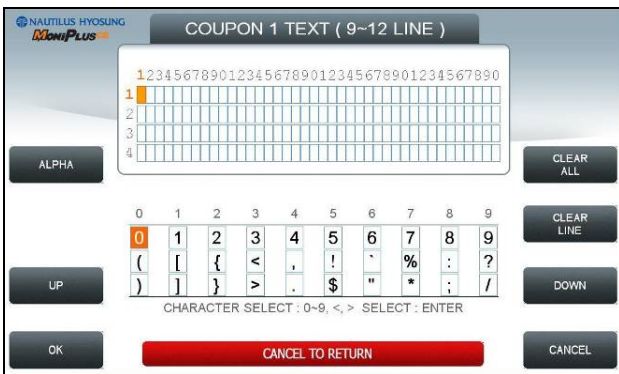 NAUTILUS HYOSUNG
MONIPLUS CE
COUPON 1 TEXT ( 9~12 LINE )
1234567890123456789012345678901234567890
1
2
3
4
ALPHA
CLEAR ALL
0 1 2 3 4 5 6 7 8 9
CLEAR LINE
0 1 2 3 4 5 6 7 8 9
( [ { < , ! ` % : ?
UP
) ] } > . $ " * ; /
DOWN
CHARACTER SELECT : 0~9, <, > SELECT : ENTER
OK
CANCEL TO RETURN
CANCEL